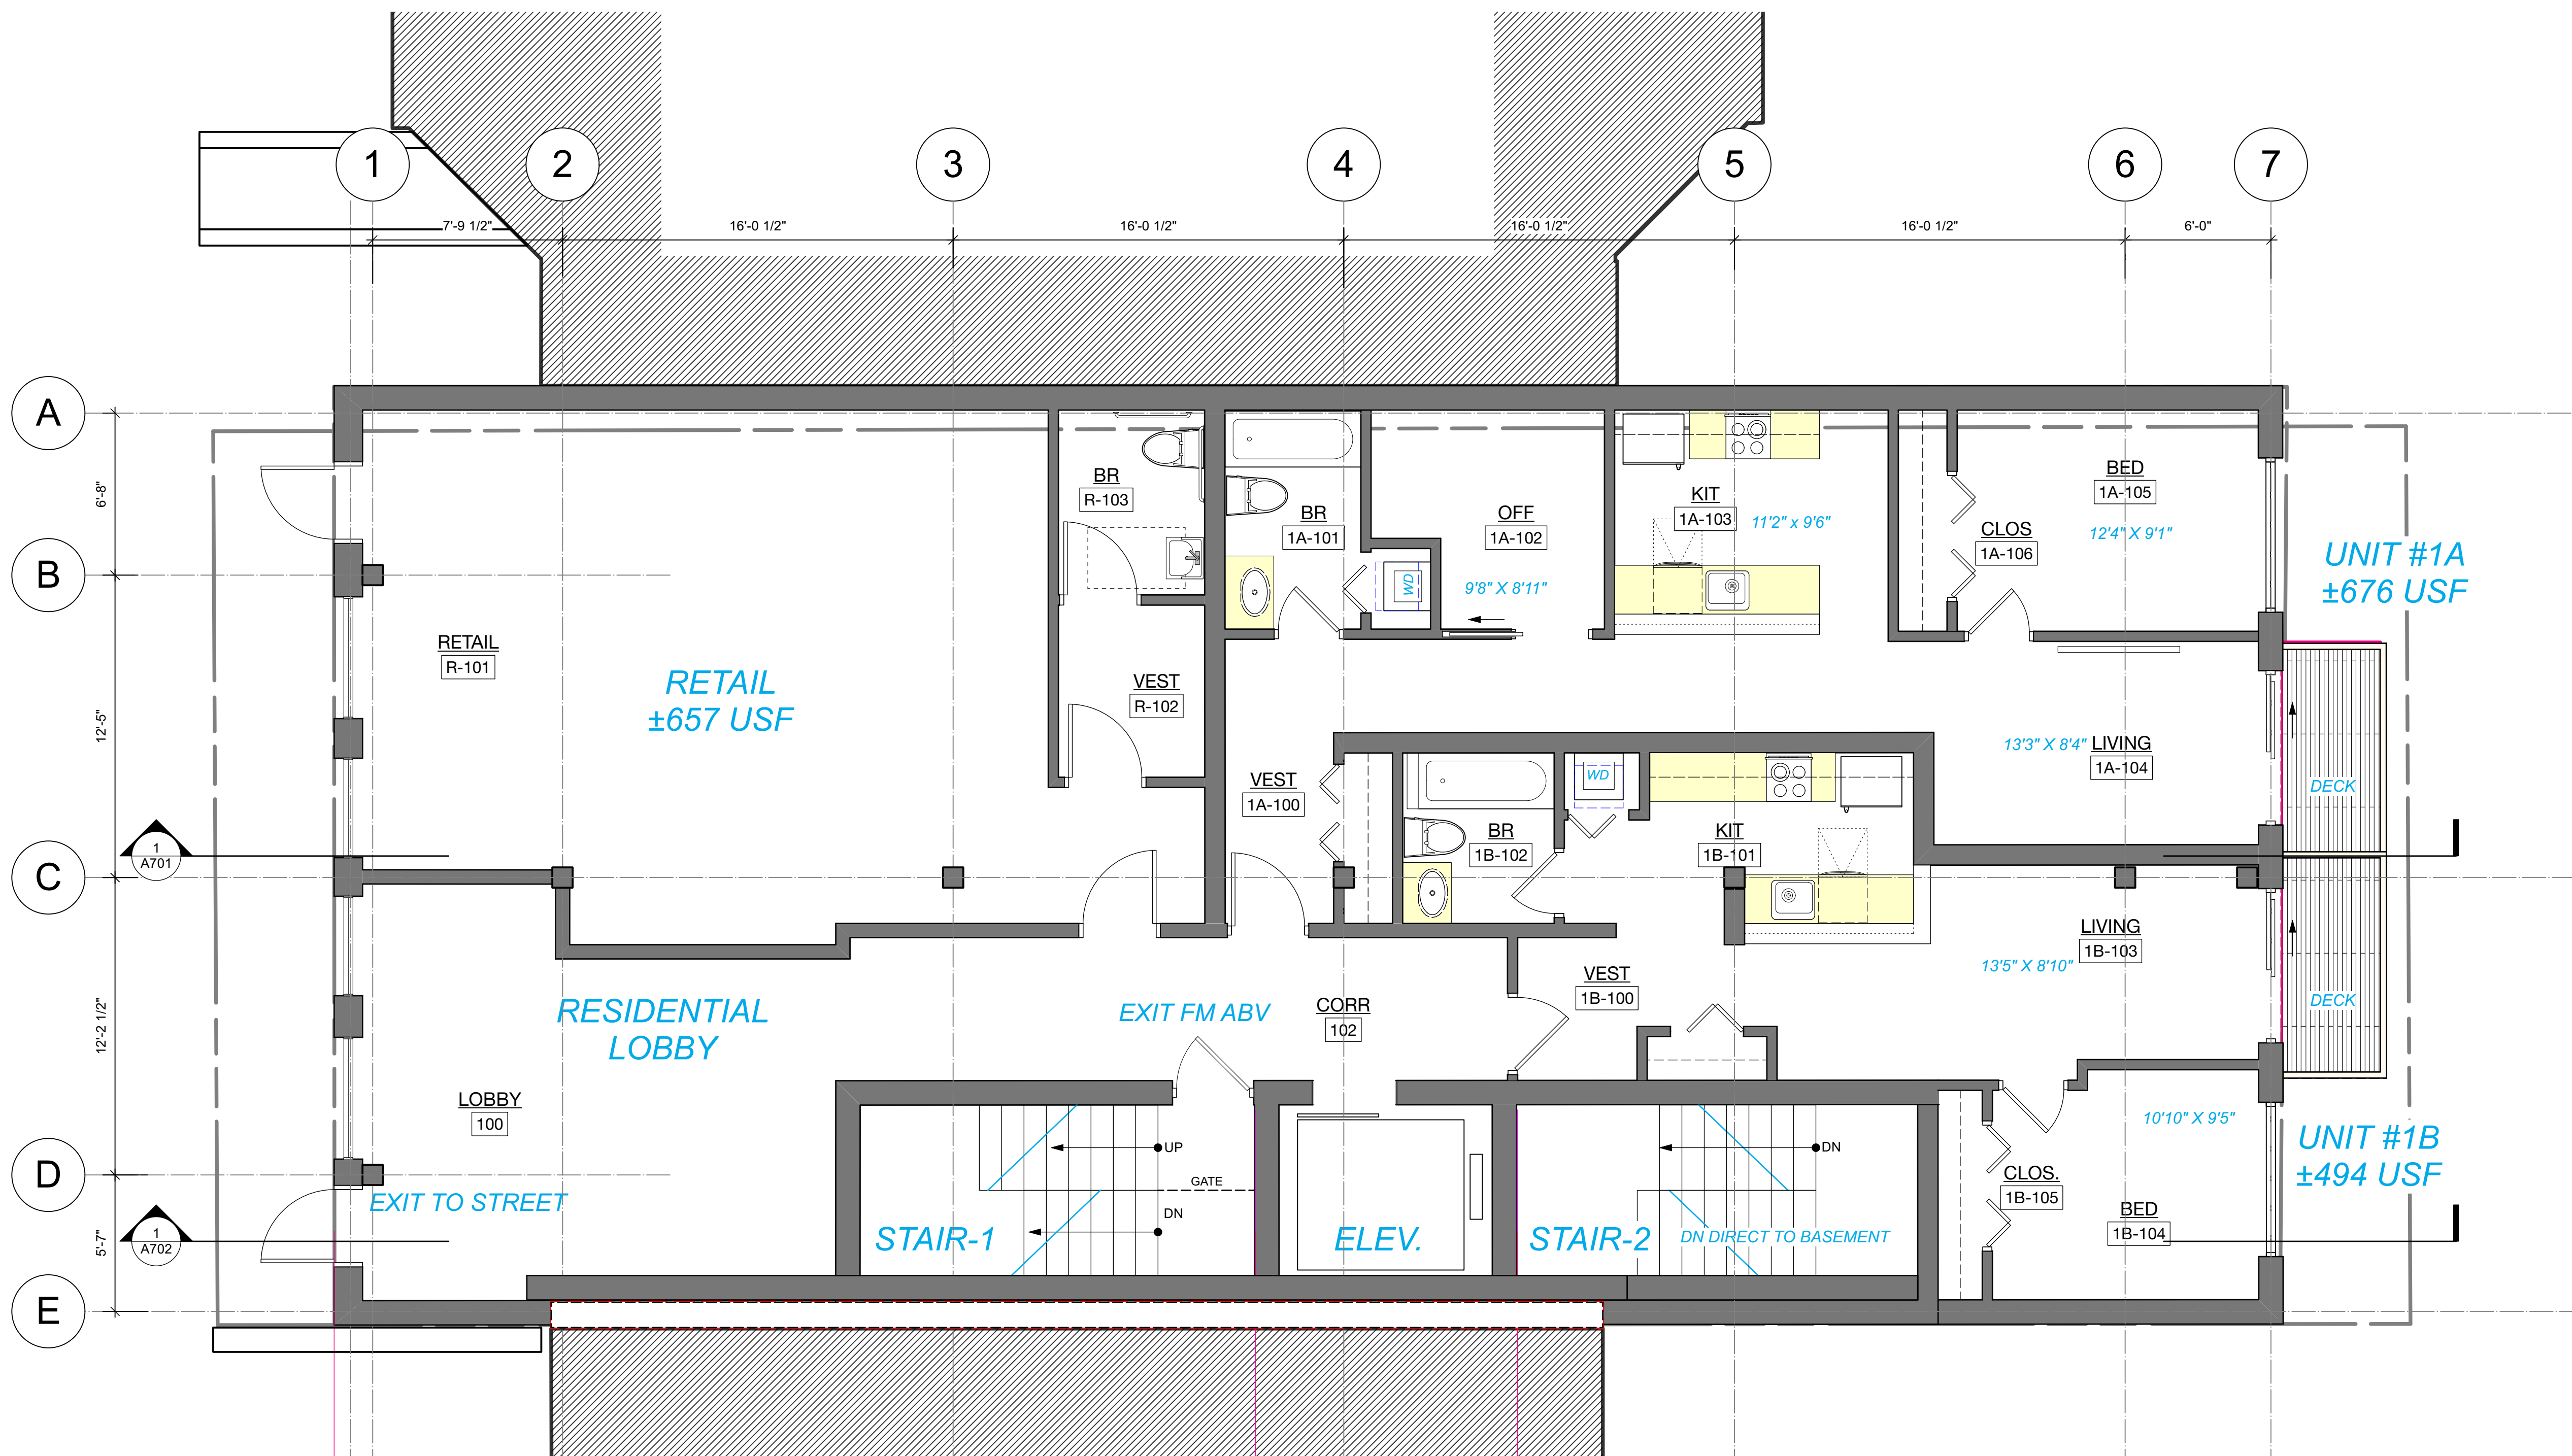 1 2 3 4 5 6 7
7'-9 1/2" 16'-0 1/2" 16'-0 1/2" 16'-0 1/2" 16'-0 1/2" 6'-0"
A
6'-8"
B
12'-5"
C
12'-2 1/2"
D
5'-7"
E
1
A701
1
A702
RETAIL
R-101
RETAIL
±657 USF
BR
R-103
VEST
R-102
BR
1A-101
WD
OFF
1A-102
9'8" X 8'11"
KIT
1A-103
11'2" x 9'6"
CLOS
1A-106
BED
1A-105
12'4" X 9'1"
UNIT #1A
±676 USF
VEST
1A-100
13'3" X 8'4"
LIVING
1A-104
DECK
BR
1B-102
WD
KIT
1B-101
LIVING
1B-103
13'5" X 8'10"
DECK
VEST
1B-100
RESIDENTIAL
LOBBY
EXIT FM ABV
CORR
102
LOBBY
100
EXIT TO STREET
STAIR-1
UP
GATE
DN
ELEV.
STAIR-2
DN
DN DIRECT TO BASEMENT
CLOS.
1B-105
10'10" X 9'5"
BED
1B-104
UNIT #1B
±494 USF